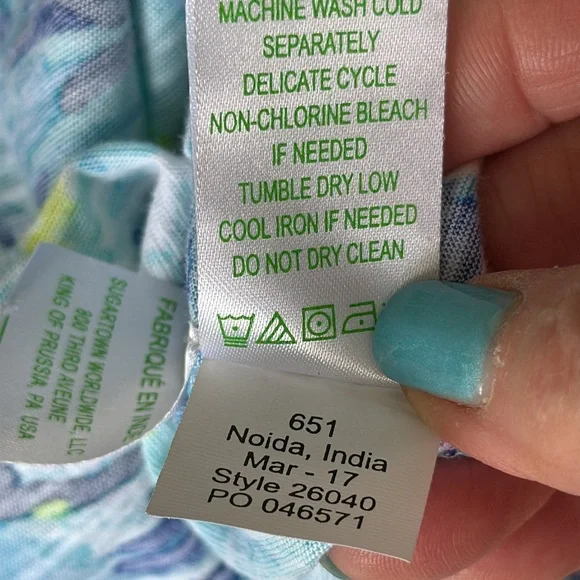 MACHINE WASH COLD
SEPARATELY
DELICATE CYCLE
NON-CHLORINE BLEACH
IF NEEDED
TUMBLE DRY LOW
COOL IRON IF NEEDED
DO NOT DRY CLEAN
FABRIQUÉ EN
SUGARTOWN WORLDWIDE, LLC
800 THIRD AVEINE
KING OF PRUSSIA, PA USA
651
Noida, India
Mar - 17
Style 26040
PO 046571